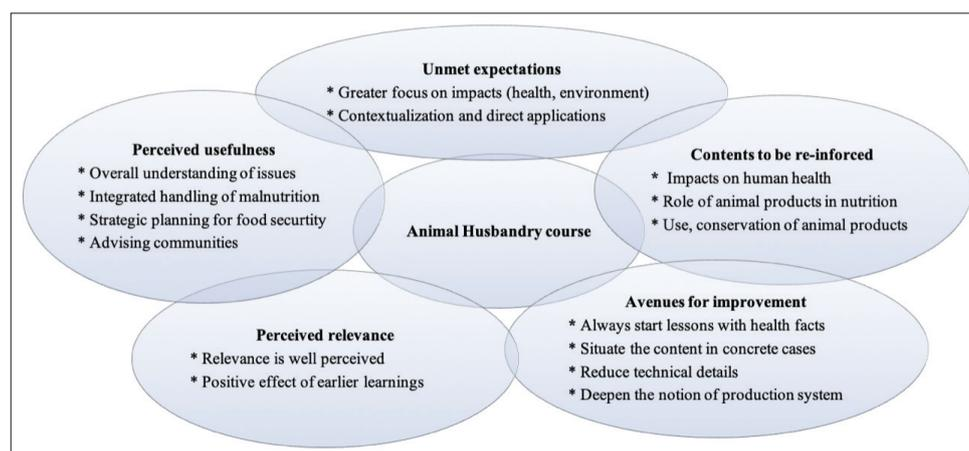 Unmet expectations
* Greater focus on impacts (health, environment)
* Contextualization and direct applications
Perceived usefulness
* Overall understanding of issues
* Integrated handling of malnutrition
* Strategic planning for food securtity
* Advising communities
Contents to be re-inforced
* Impacts on human health
* Role of animal products in nutrition
* Use, conservation of animal products
Animal Husbandry course
Perceived relevance
* Relevance is well perceived
* Positive effect of earlier learnings
Avenues for improvement
* Always start lessons with health facts
* Situate the content in concrete cases
* Reduce technical details
* Deepen the notion of production system